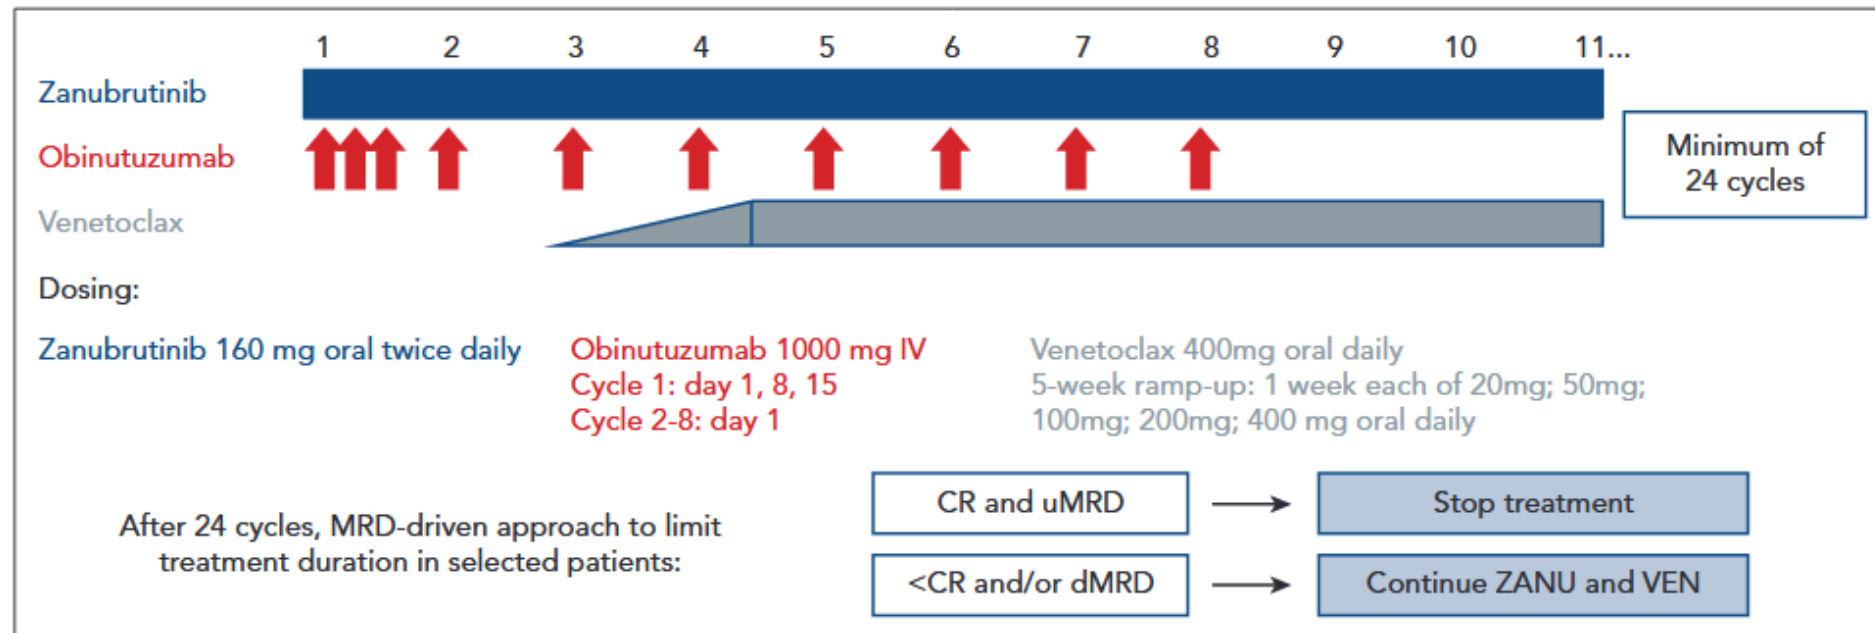 1 2 3 4 5 6 7 8 9 10 11...
Zanubrutinib
Obinutuzumab
Venetoclax
Minimum of
24 cycles
Dosing:
Zanubrutinib 160 mg oral twice daily
Obinutuzumab 1000 mg IV
Cycle 1: day 1, 8, 15
Cycle 2-8: day 1
Venetoclax 400mg oral daily
5-week ramp-up: 1 week each of 20mg; 50mg;
100mg; 200mg; 400 mg oral daily
After 24 cycles, MRD-driven approach to limit
treatment duration in selected patients:
CR and uMRD
Stop treatment
<CR and/or dMRD
Continue ZANU and VEN